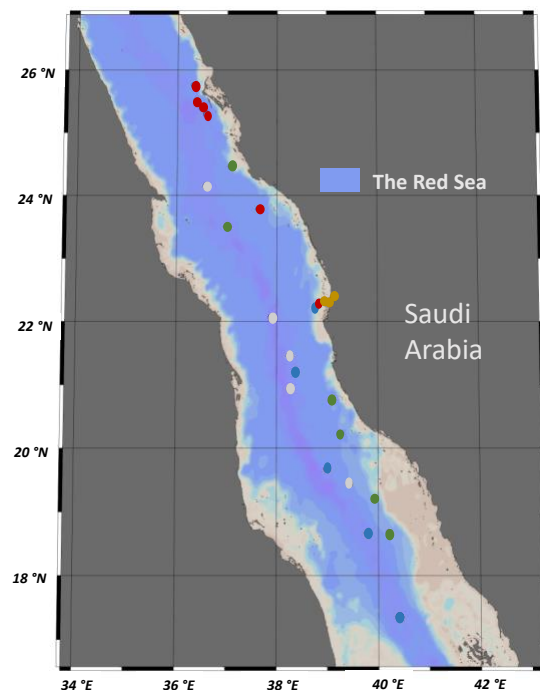 26 °N
The Red Sea
24 °N
22 °N
Saudi
Arabia
20 °N
18 °N
34 °E
36 °E
38 °E
40 °E
42 °E